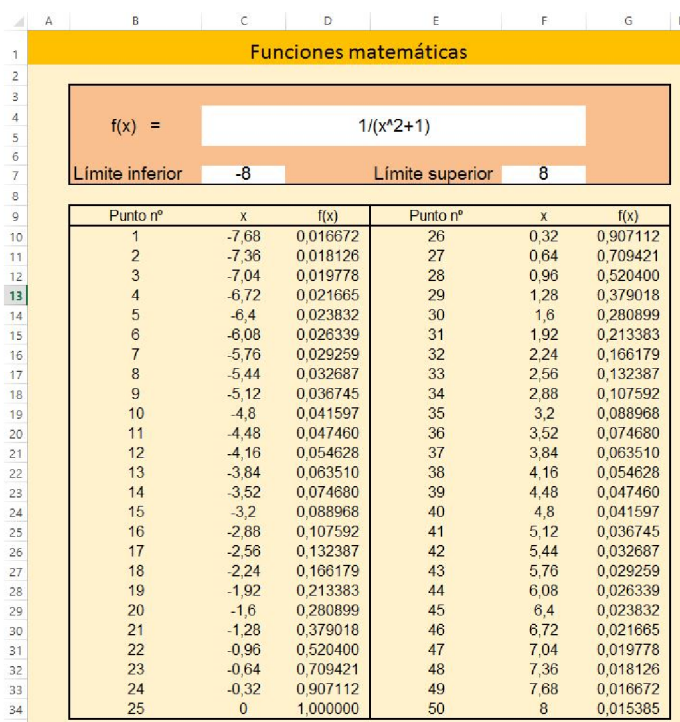 A B C D E F G
1 Funciones matemáticas
2
3
4 f(x) = 1/(x^2+1)
5
6
7 Límite inferior -8 Límite superior 8
8
9 Punto nº x f(x) Punto nº x f(x)
10 1 -7,68 0,016672 26 0,32 0,907112
11 2 -7,36 0,018126 27 0,64 0,709421
12 3 -7,04 0,019778 28 0,96 0,520400
13 4 -6,72 0,021665 29 1,28 0,379018
14 5 -6,4 0,023832 30 1,6 0,280899
15 6 -6,08 0,026339 31 1,92 0,213383
16 7 -5,76 0,029259 32 2,24 0,166179
17 8 -5,44 0,032687 33 2,56 0,132387
18 9 -5,12 0,036745 34 2,88 0,107592
19 10 -4,8 0,041597 35 3,2 0,088968
20 11 -4,48 0,047460 36 3,52 0,074680
21 12 -4,16 0,054628 37 3,84 0,063510
22 13 -3,84 0,063510 38 4,16 0,054628
23 14 -3,52 0,074680 39 4,48 0,047460
24 15 -3,2 0,088968 40 4,8 0,041597
25 16 -2,88 0,107592 41 5,12 0,036745
26 17 -2,56 0,132387 42 5,44 0,032687
27 18 -2,24 0,166179 43 5,76 0,029259
28 19 -1,92 0,213383 44 6,08 0,026339
29 20 -1,6 0,280899 45 6,4 0,023832
30 21 -1,28 0,379018 46 6,72 0,021665
31 22 -0,96 0,520400 47 7,04 0,019778
32 23 -0,64 0,709421 48 7,36 0,018126
33 24 -0,32 0,907112 49 7,68 0,016672
34 25 0 1,000000 50 8 0,015385